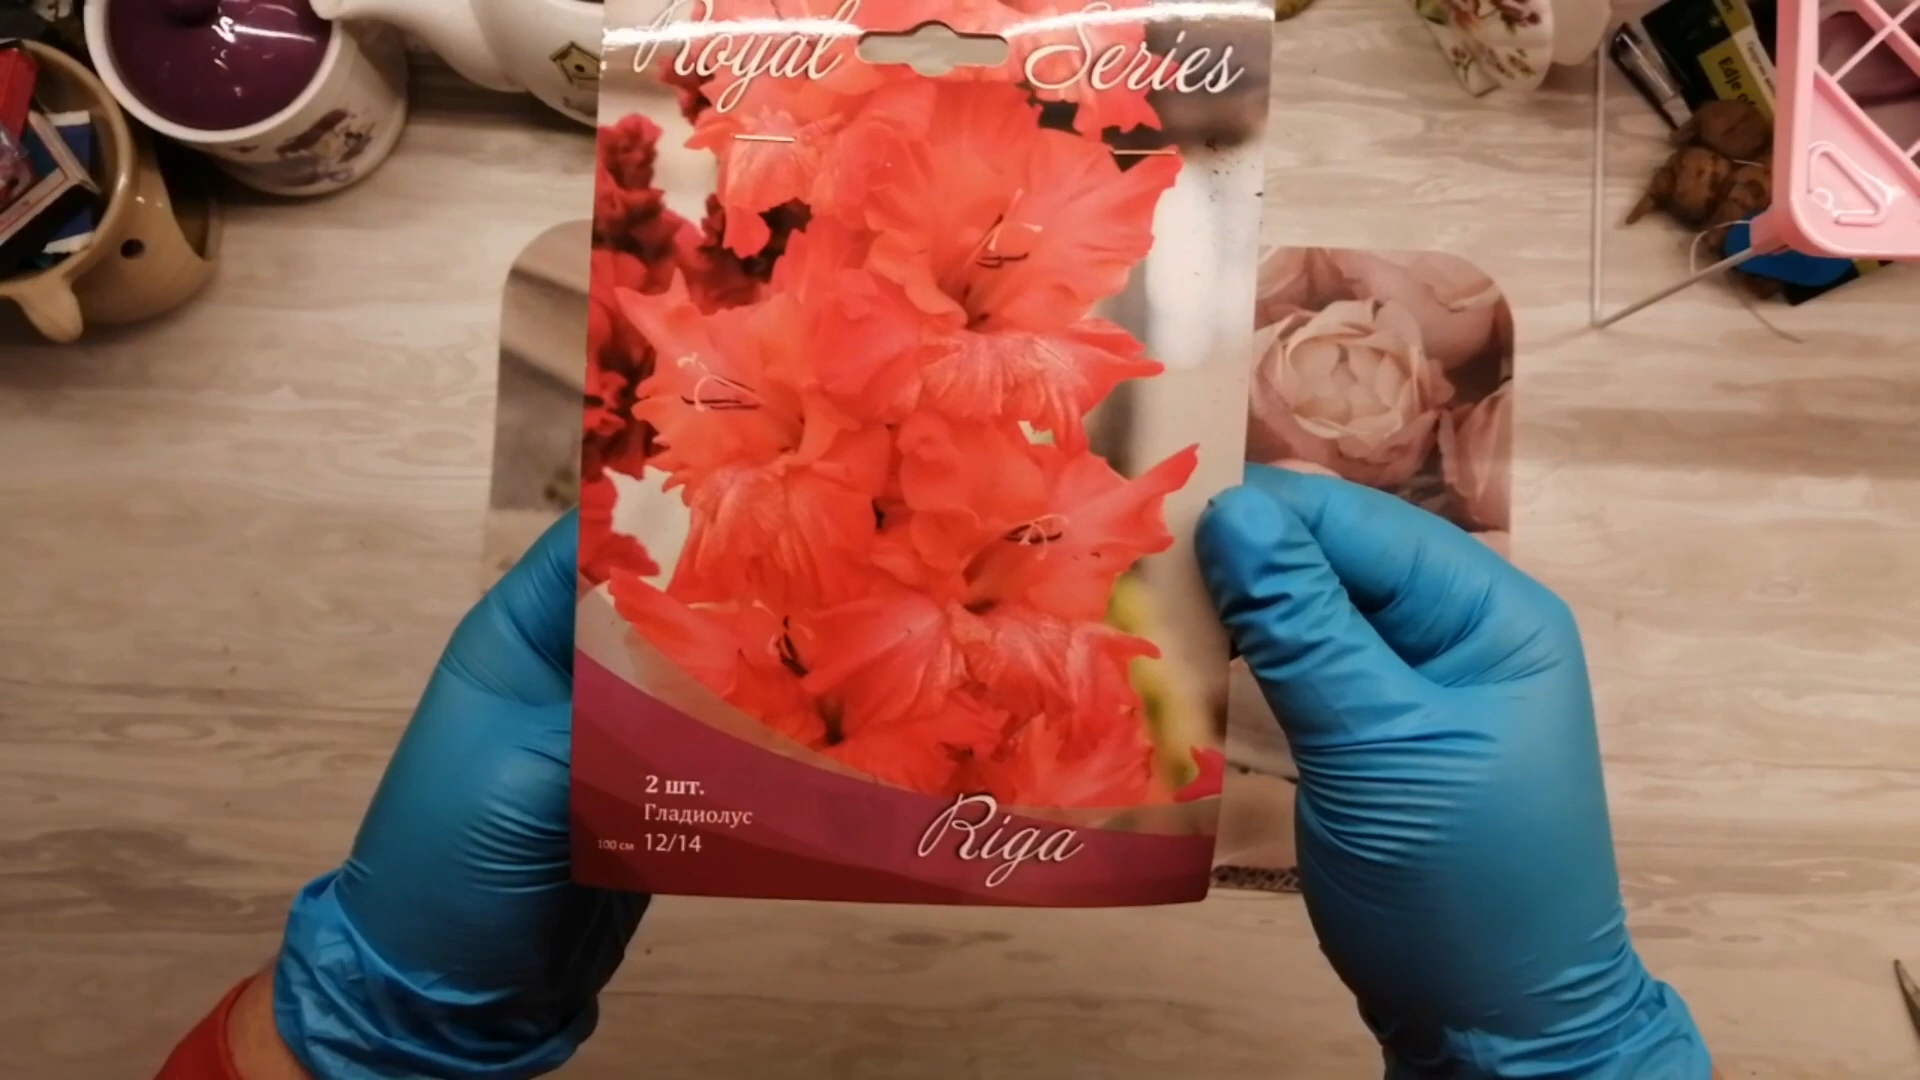 Royal Series
2 шт.
Гладиолус
100 см 12/14
Riga